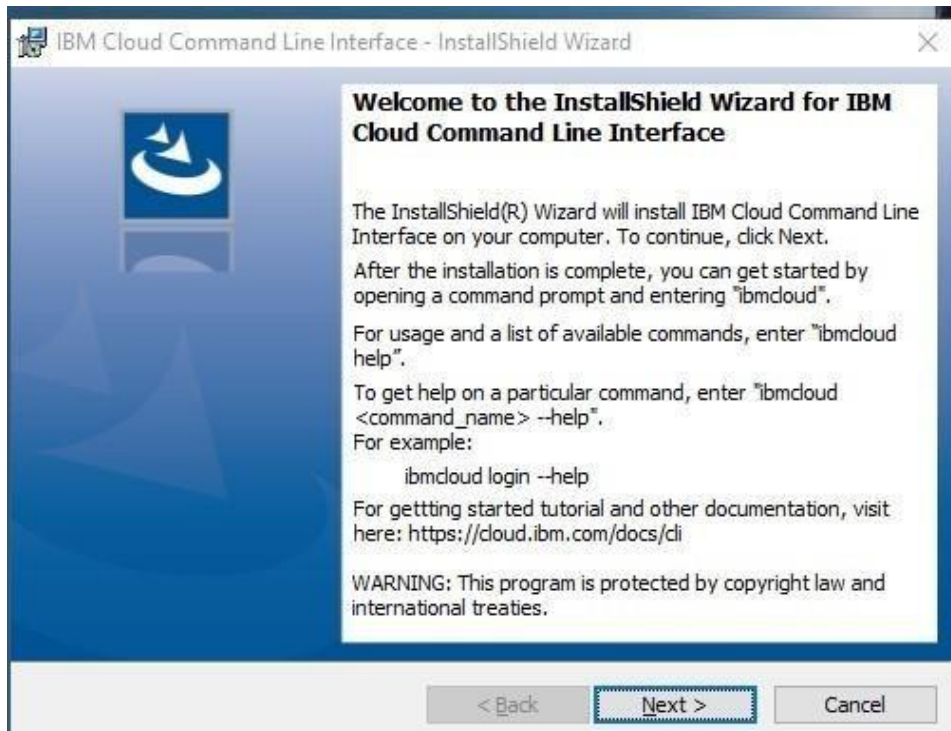 IBM Cloud Command Line Interface - InstallShield Wizard
Welcome to the InstallShield Wizard for IBM
Cloud Command Line Interface
The InstallShield(R) Wizard will install IBM Cloud Command Line
Interface on your computer. To continue, click Next.
After the installation is complete, you can get started by
opening a command prompt and entering "ibmcloud".
For usage and a list of available commands, enter "ibmcloud
help".
To get help on a particular command, enter "ibmcloud
<command_name> --help".
For example:
ibmcloud login --help
For gettting started tutorial and other documentation, visit
here: https://cloud.ibm.com/docs/cli
WARNING: This program is protected by copyright law and
international treaties.
< Back
Next >
Cancel